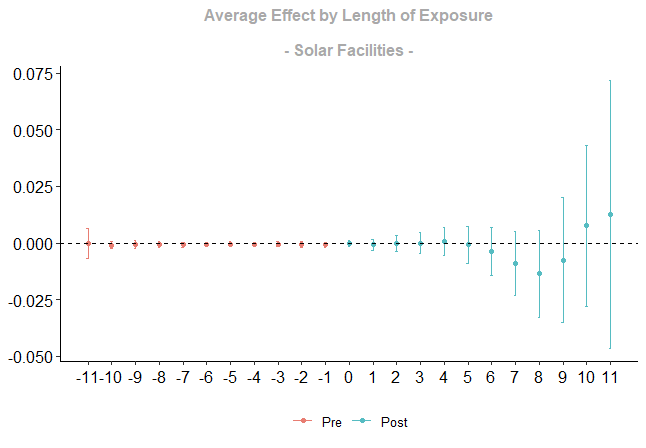 Average Effect by Length of Exposure
- Solar Facilities -
0.075
0.050
0.025
0.000
-0.025
-0.050
-11 -10 -9 -8 -7 -6 -5 -4 -3 -2 -1 0 1 2 3 4 5 6 7 8 9 10 11
Pre Post